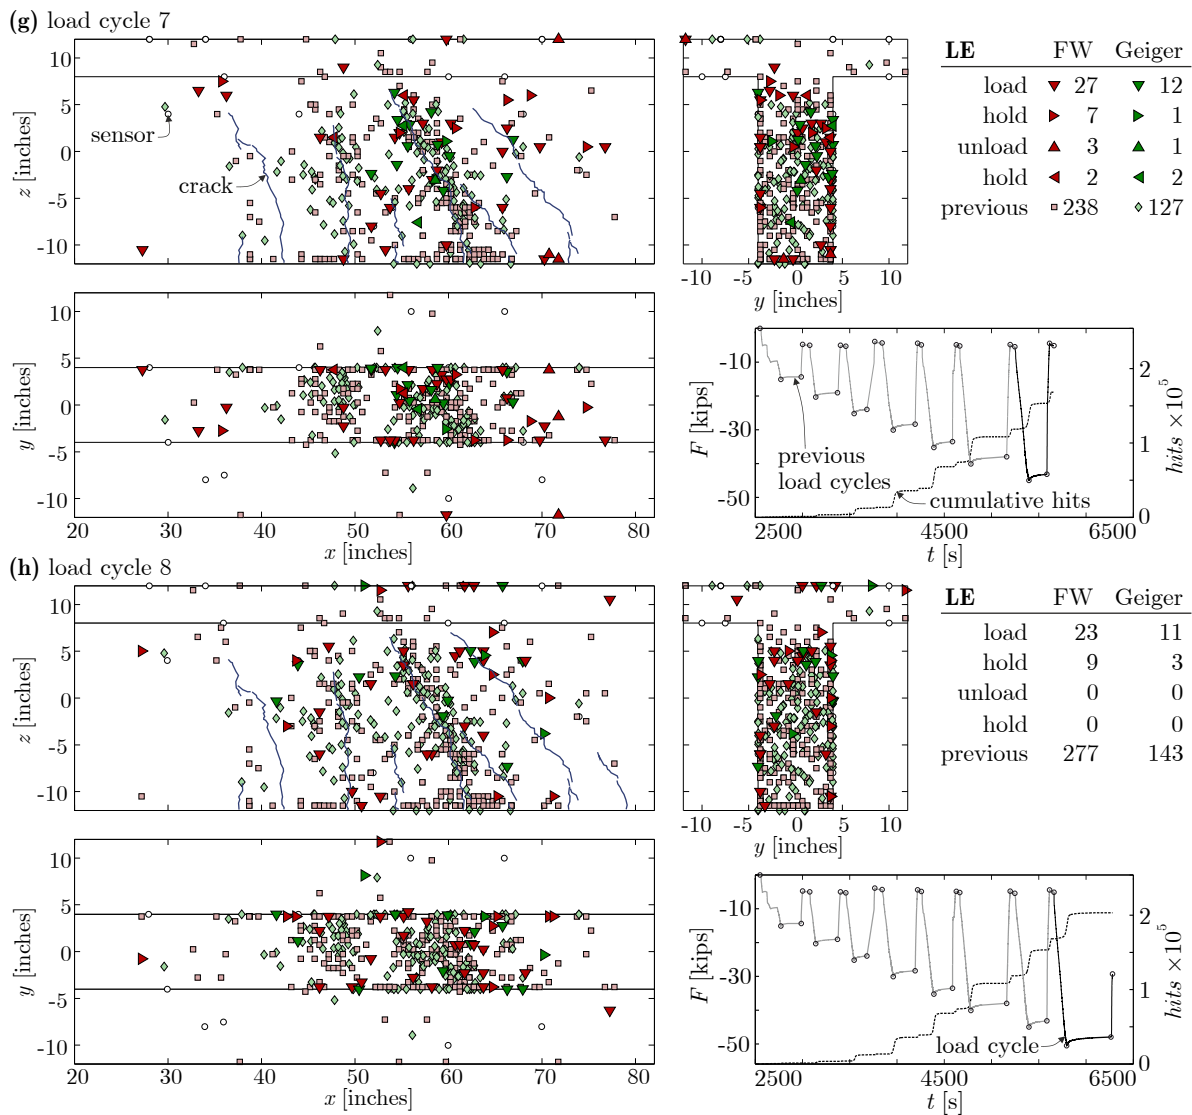 (g) load cycle 7
10
5
0
-5
-10
z [inches]
sensor
crack
-10 -5 0 5 10
y [inches]
LE FW Geiger
load 27 12
hold 7 1
unload 3 1
hold 2 2
previous 238 127
10
5
0
-5
-10
y [inches]
20 30 40 50 60 70 80
x [inches]
-10
-30
-50
F [kips]
previous
load cycles
cumulative hits
2
1
0
hits ×10⁵
2500 4500 6500
t [s]
(h) load cycle 8
10
5
0
-5
-10
z [inches]
-10 -5 0 5 10
y [inches]
LE FW Geiger
load 23 11
hold 9 3
unload 0 0
hold 0 0
previous 277 143
10
5
0
-5
-10
y [inches]
20 30 40 50 60 70 80
x [inches]
-10
-30
-50
F [kips]
load cycle
2
1
0
hits ×10⁵
2500 4500 6500
t [s]